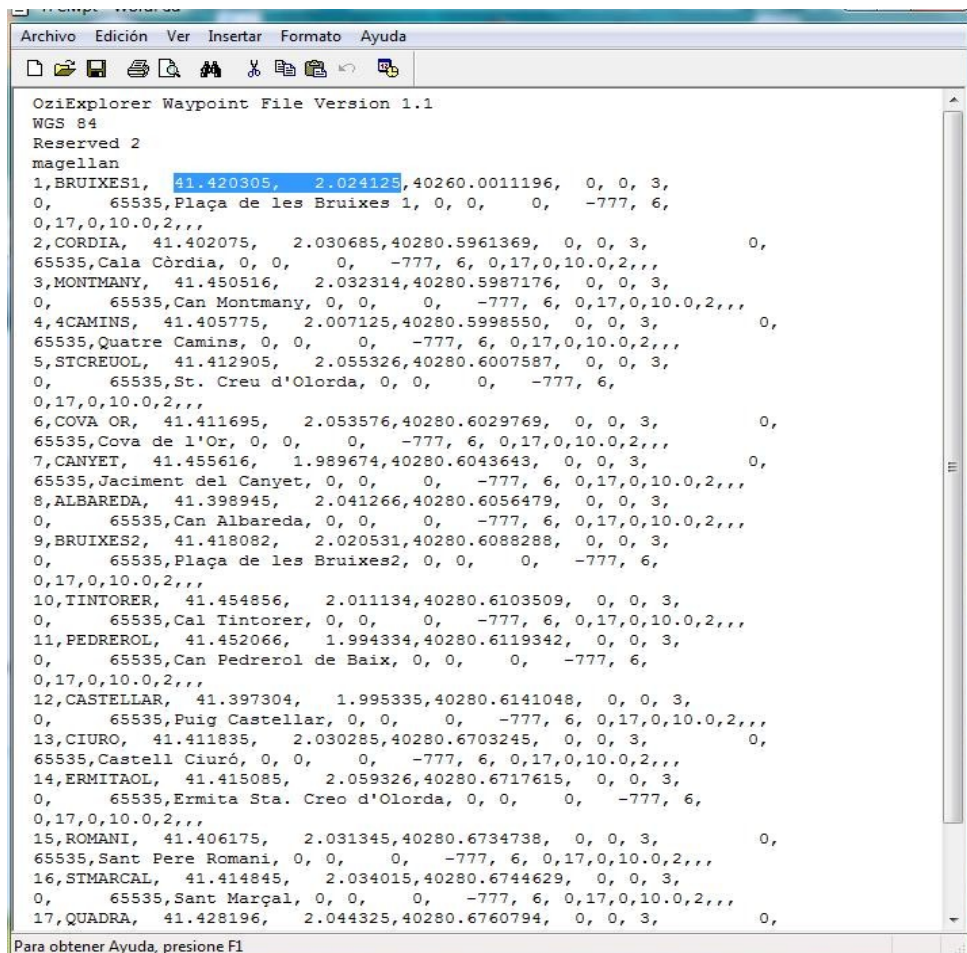 Archivo Edición Ver Insertar Formato Ayuda
OziExplorer Waypoint File Version 1.1
WGS 84
Reserved 2
magellan
1,BRUIXES1, 41.420305, 2.024125,40260.0011196, 0, 0, 3,
0, 65535,Plaça de les Bruixes 1, 0, 0, 0, -777, 6,
0,17,0,10.0,2,,,
2,CORDIA, 41.402075, 2.030685,40280.5961369, 0, 0, 3, 0,
65535,Cala Còrdia, 0, 0, 0, -777, 6, 0,17,0,10.0,2,,,
3,MONTMANY, 41.450516, 2.032314,40280.5987176, 0, 0, 3,
0, 65535,Can Montmany, 0, 0, 0, -777, 6, 0,17,0,10.0,2,,,
4,4CAMINS, 41.405775, 2.007125,40280.5998550, 0, 0, 3, 0,
65535,Quatre Camins, 0, 0, 0, -777, 6, 0,17,0,10.0,2,,,
5,STCREUOL, 41.412905, 2.055326,40280.6007587, 0, 0, 3,
0, 65535,St. Creu d'Olorda, 0, 0, 0, -777, 6,
0,17,0,10.0,2,,,
6,COVA OR, 41.411695, 2.053576,40280.6029769, 0, 0, 3, 0,
65535,Cova de l'Or, 0, 0, 0, -777, 6, 0,17,0,10.0,2,,,
7,CANYET, 41.455616, 1.989674,40280.6043643, 0, 0, 3, 0,
65535,Jaciment del Canyet, 0, 0, 0, -777, 6, 0,17,0,10.0,2,,,
8,ALBAREDA, 41.398945, 2.041266,40280.6056479, 0, 0, 3,
0, 65535,Can Albareda, 0, 0, 0, -777, 6, 0,17,0,10.0,2,,,
9,BRUIXES2, 41.418082, 2.020531,40280.6088288, 0, 0, 3,
0, 65535,Plaça de les Bruixes2, 0, 0, 0, -777, 6,
0,17,0,10.0,2,,,
10,TINTORER, 41.454856, 2.011134,40280.6103509, 0, 0, 3,
0, 65535,Cal Tintorer, 0, 0, 0, -777, 6, 0,17,0,10.0,2,,,
11,PEDREROL, 41.452066, 1.994334,40280.6119342, 0, 0, 3,
0, 65535,Can Pedrerol de Baix, 0, 0, 0, -777, 6,
0,17,0,10.0,2,,,
12,CASTELLAR, 41.397304, 1.995335,40280.6141048, 0, 0, 3,
0, 65535,Puig Castellar, 0, 0, 0, -777, 6, 0,17,0,10.0,2,,,
13,CIURO, 41.411835, 2.030285,40280.6703245, 0, 0, 3, 0,
65535,Castell Ciuró, 0, 0, 0, -777, 6, 0,17,0,10.0,2,,,
14,ERMITAOL, 41.415085, 2.059326,40280.6717615, 0, 0, 3,
0, 65535,Ermita Sta. Creo d'Olorda, 0, 0, 0, -777, 6,
0,17,0,10.0,2,,,
15,ROMANI, 41.406175, 2.031345,40280.6734738, 0, 0, 3, 0,
65535,Sant Pere Romani, 0, 0, 0, -777, 6, 0,17,0,10.0,2,,,
16,STMARCAL, 41.414845, 2.034015,40280.6744629, 0, 0, 3,
0, 65535,Sant Marçal, 0, 0, 0, -777, 6, 0,17,0,10.0,2,,,
17,QUADRA, 41.428196, 2.044325,40280.6760794, 0, 0, 3, 0,
Para obtener Ayuda, presione F1